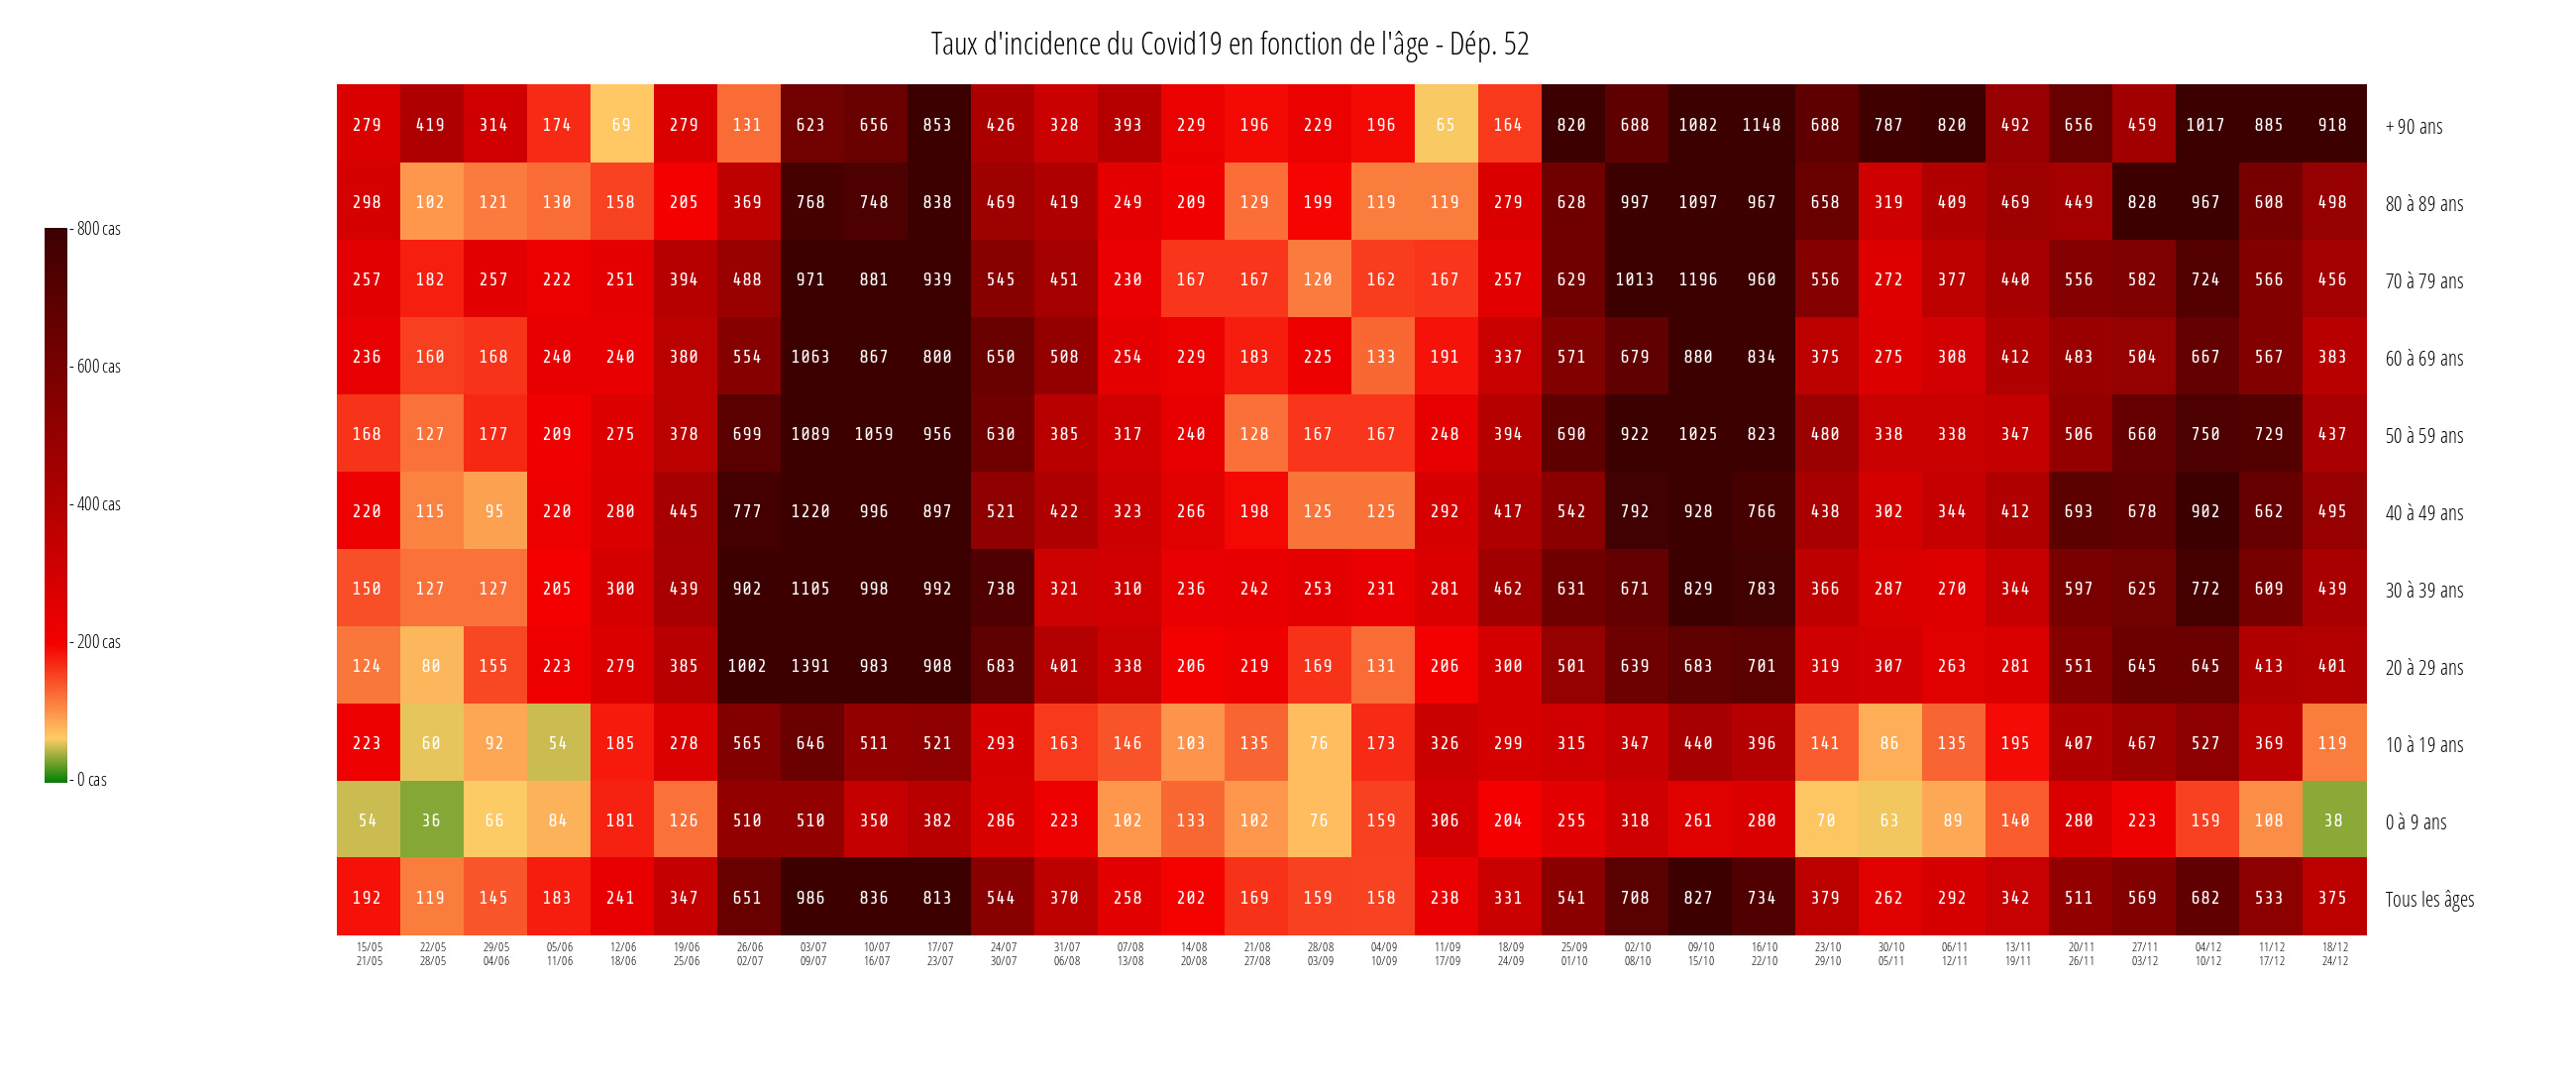 Taux d'incidence du Covid19 en fonction de l'âge - Dép. 52
- 800 cas
- 600 cas
- 400 cas
- 200 cas
- 0 cas
279 419 314 174 69 279 131 623 656 853 426 328 393 229 196 229 196 65 164 820 688 1082 1148 688 787 820 492 656 459 1017 885 918 + 90 ans
298 102 121 130 158 205 369 768 748 838 469 419 249 209 129 199 119 119 279 628 997 1097 967 658 319 409 469 449 828 967 608 498 80 à 89 ans
257 182 257 222 251 394 488 971 881 939 545 451 230 167 167 120 162 167 257 629 1013 1196 960 556 272 377 440 556 582 724 566 456 70 à 79 ans
236 160 168 240 240 380 554 1063 867 800 650 508 254 229 183 225 133 191 337 571 679 880 834 375 275 308 412 483 504 667 567 383 60 à 69 ans
168 127 177 209 275 378 699 1089 1059 956 630 385 317 240 128 167 167 248 394 690 922 1025 823 480 338 338 347 506 660 750 729 437 50 à 59 ans
220 115 95 220 280 445 777 1220 996 897 521 422 323 266 198 125 125 292 417 542 792 928 766 438 302 344 412 693 678 902 662 495 40 à 49 ans
150 127 127 205 300 439 902 1105 998 992 738 321 310 236 242 253 231 281 462 631 671 829 783 366 287 270 344 597 625 772 609 439 30 à 39 ans
124 80 155 223 279 385 1002 1391 983 908 683 401 338 206 219 169 131 206 300 501 639 683 701 319 307 263 281 551 645 645 413 401 20 à 29 ans
223 60 92 54 185 278 565 646 511 521 293 163 146 103 135 76 173 326 299 315 347 440 396 141 86 135 195 407 467 527 369 119 10 à 19 ans
54 36 66 84 181 126 510 510 350 382 286 223 102 133 102 76 159 306 204 255 318 261 280 70 63 89 140 280 223 159 108 38 0 à 9 ans
192 119 145 183 241 347 651 986 836 813 544 370 258 202 169 159 158 238 331 541 708 827 734 379 262 292 342 511 569 682 533 375 Tous les âges
15/05 22/05 29/05 05/06 12/06 19/06 26/06 03/07 10/07 17/07 24/07 31/07 07/08 14/08 21/08 28/08 04/09 11/09 18/09 25/09 02/10 09/10 16/10 23/10 30/10 06/11 13/11 20/11 27/11 04/12 11/12 18/12
21/05 28/05 04/06 11/06 18/06 25/06 02/07 09/07 16/07 23/07 30/07 06/08 13/08 20/08 27/08 03/09 10/09 17/09 24/09 01/10 08/10 15/10 22/10 29/10 05/11 12/11 19/11 26/11 03/12 10/12 17/12 24/12